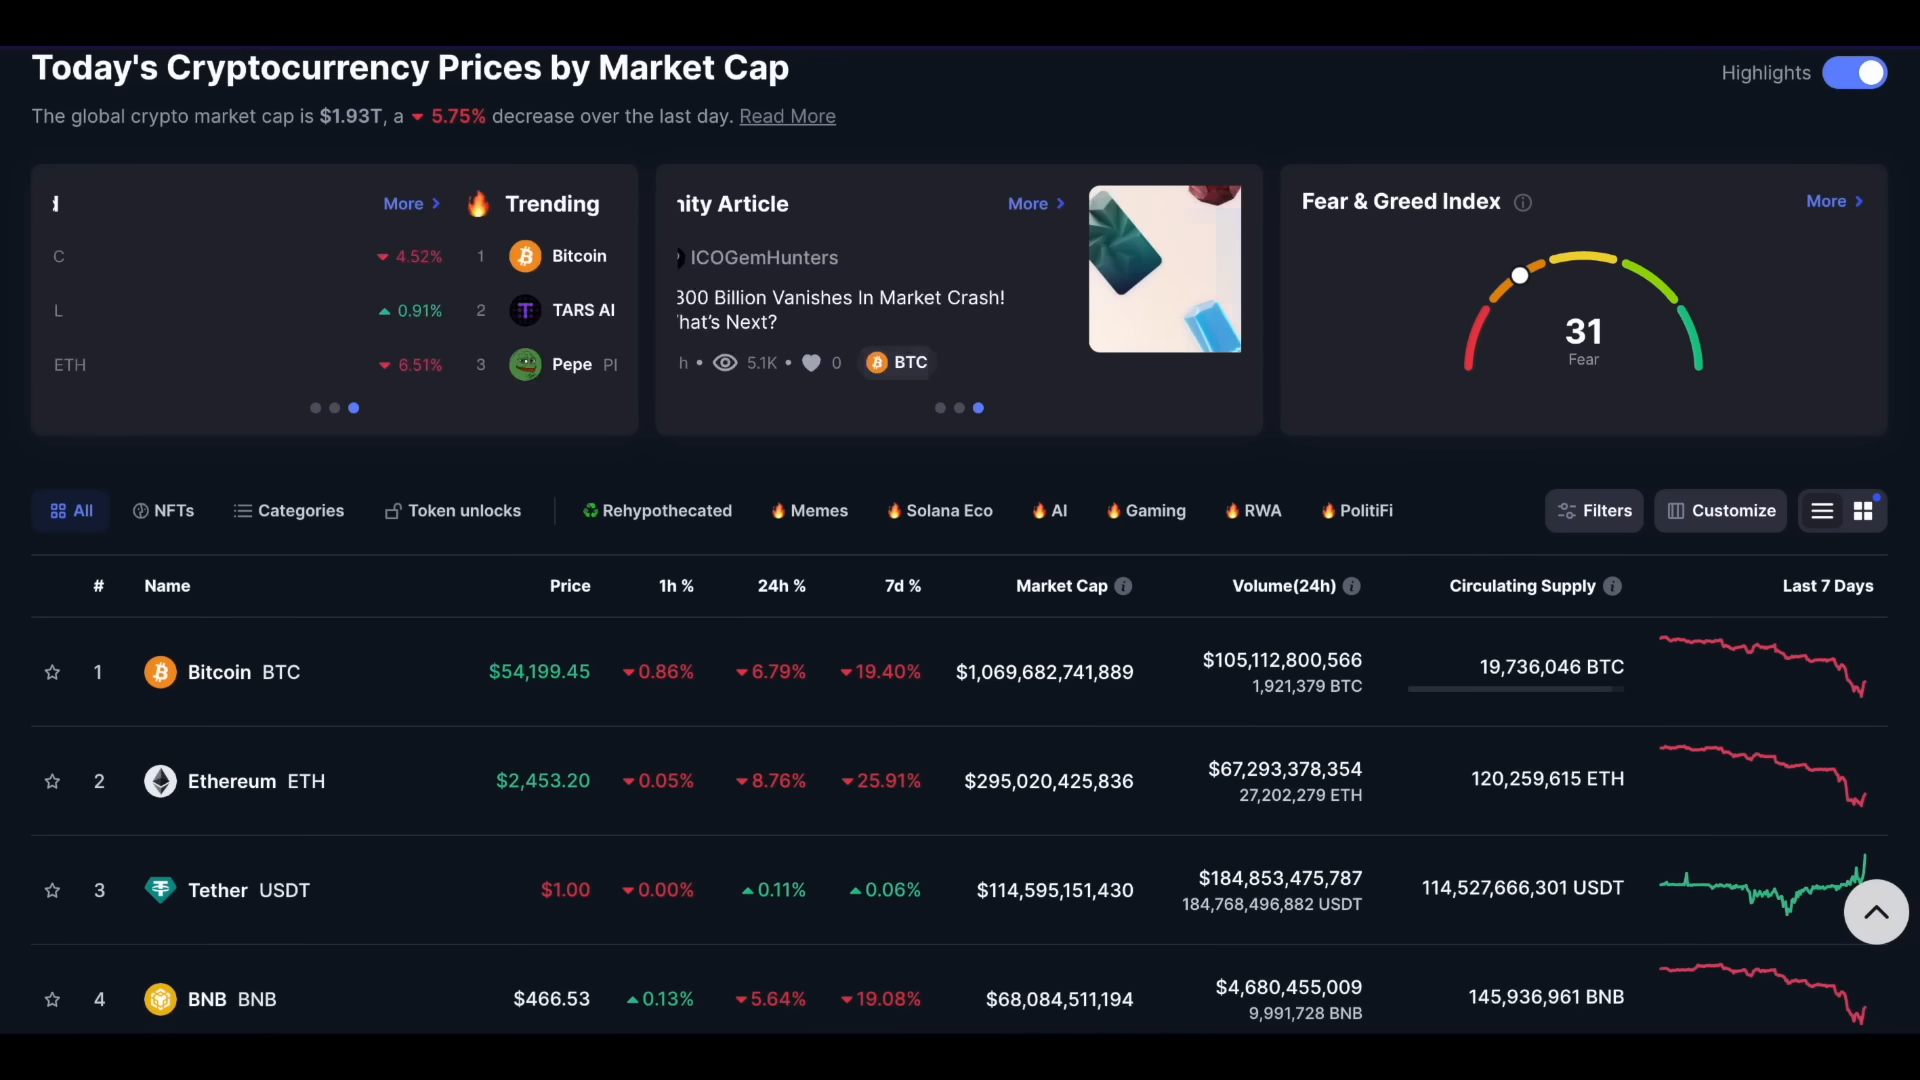 Today's Cryptocurrency Prices by Market Cap
Highlights
The global crypto market cap is $1.93T, a 5.75% decrease over the last day. Read More
More
C 4.52%
L 0.91%
ETH 6.51%
Trending
1 Bitcoin
2 TARS AI
3 Pepe
Article
More
ICOGemHunters
300 Billion Vanishes In Market Crash!
What's Next?
h • 5.1K • 0 BTC
Fear & Greed Index
More
31
Fear
All NFTs Categories Token unlocks Rehypothecated Memes Solana Eco AI Gaming RWA PolitiFi Filters Customize
# Name Price 1h % 24h % 7d % Market Cap Volume(24h) Circulating Supply Last 7 Days
1 Bitcoin BTC $54,199.45 0.86% 6.79% 19.40% $1,069,682,741,889 $105,112,800,566 19,736,046 BTC
1,921,379 BTC
2 Ethereum ETH $2,453.20 0.05% 8.76% 25.91% $295,020,425,836 $67,293,378,354 120,259,615 ETH
27,202,279 ETH
3 Tether USDT $1.00 0.00% 0.11% 0.06% $114,595,151,430 $184,853,475,787 114,527,666,301 USDT
184,768,496,882 USDT
4 BNB BNB $466.53 0.13% 5.64% 19.08% $68,084,511,194 $4,680,455,009 145,936,961 BNB
9,991,728 BNB